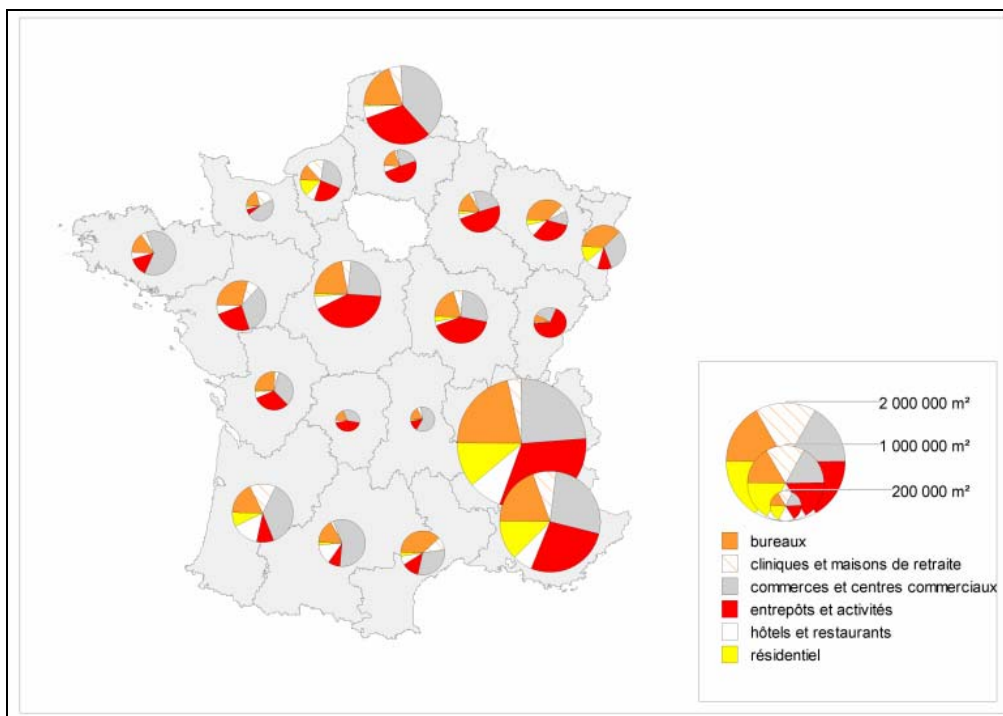 2 000 000 m²
1 000 000 m²
200 000 m²
bureaux
cliniques et maisons de retraite
commerces et centres commerciaux
entrepôts et activités
hôtels et restaurants
résidentiel